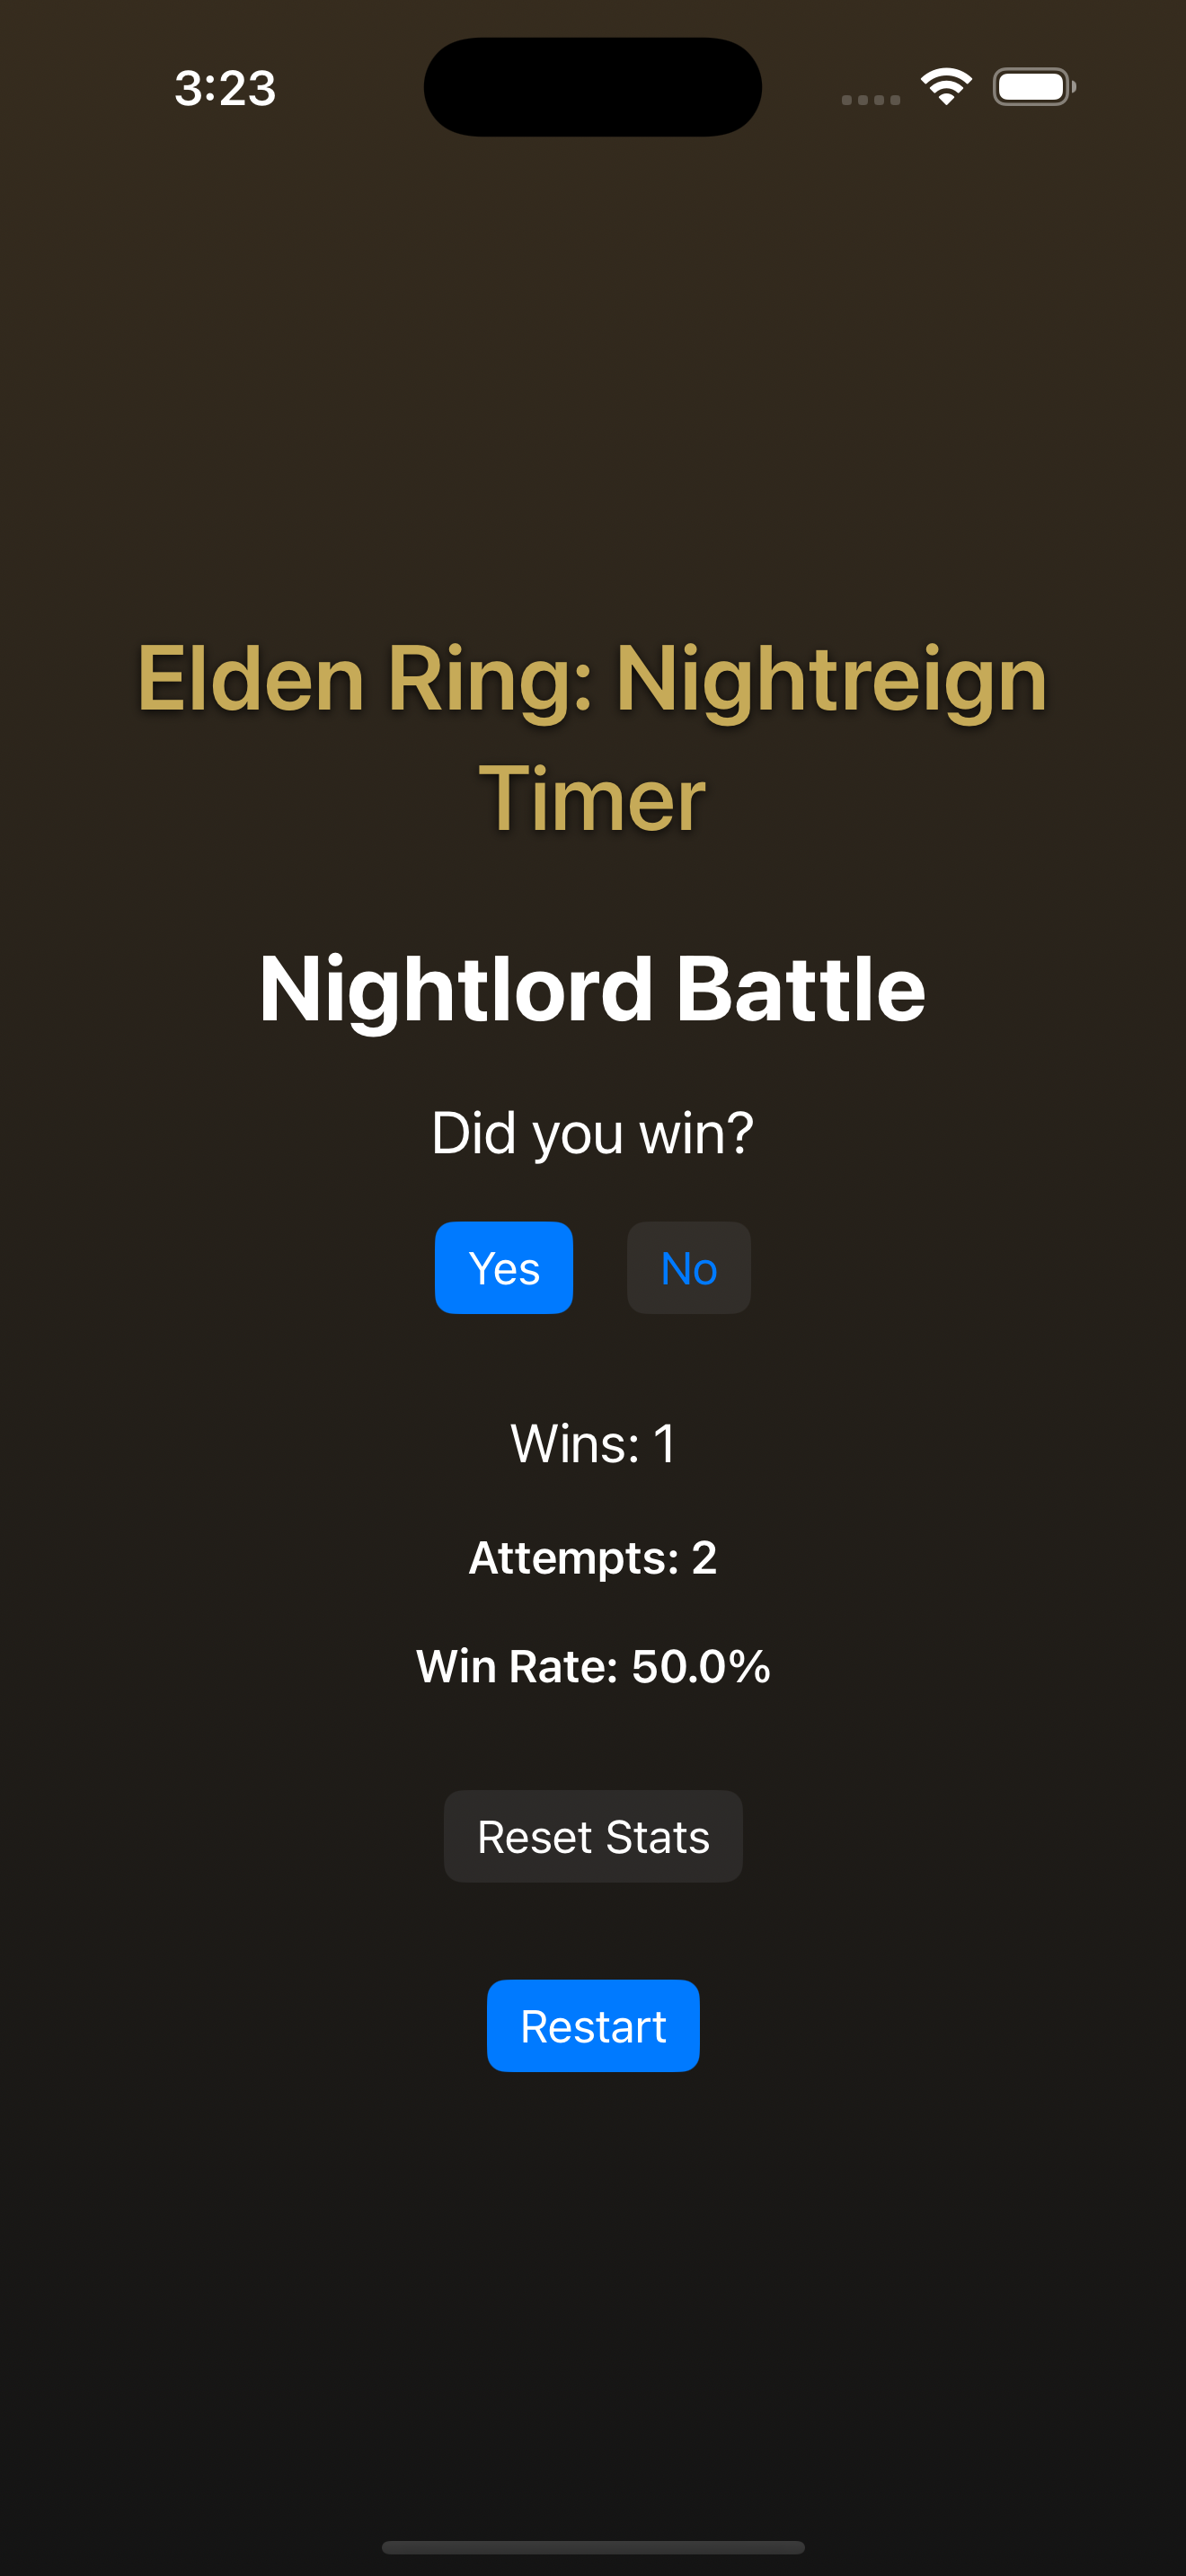 3:23
Elden Ring: Nightreign
Timer
Nightlord Battle
Did you win?
Yes No
Wins: 1
Attempts: 2
Win Rate: 50.0%
Reset Stats
Restart